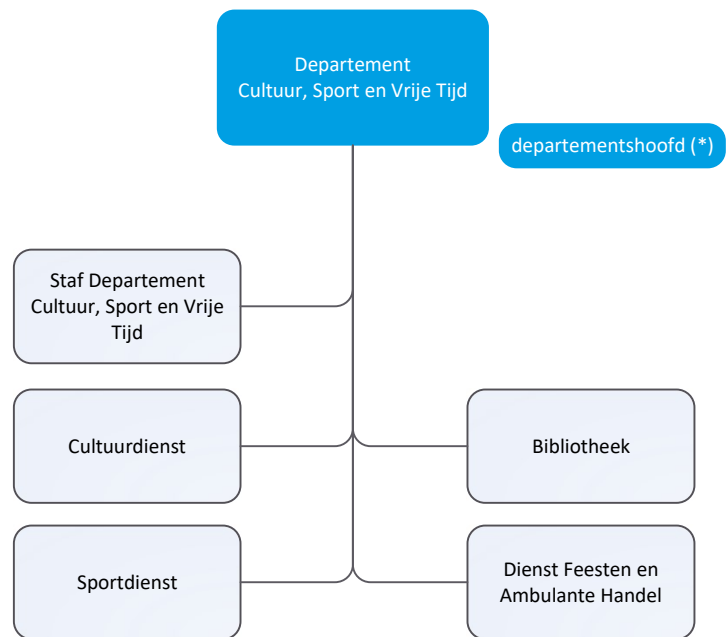 Departement
Cultuur, Sport en Vrije Tijd
departementshoofd (*)
Staf Departement
Cultuur, Sport en Vrije
Tijd
Cultuurdienst
Bibliotheek
Sportdienst
Dienst Feesten en
Ambulante Handel